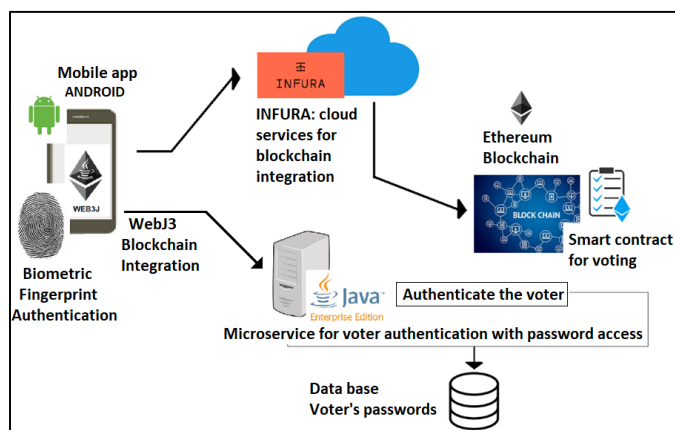 Mobile app
ANDROID
WEB3J
Biometric
Fingerprint
Authentication
INFURA
INFURA: cloud
services for
blockchain
integration
WebJ3
Blockchain
Integration
Ethereum
Blockchain
BLOCK CHAIN
Smart contract
for voting
Java™
Enterprise Edition
Authenticate the voter
Microservice for voter authentication with password access
Data base
Voter's passwords